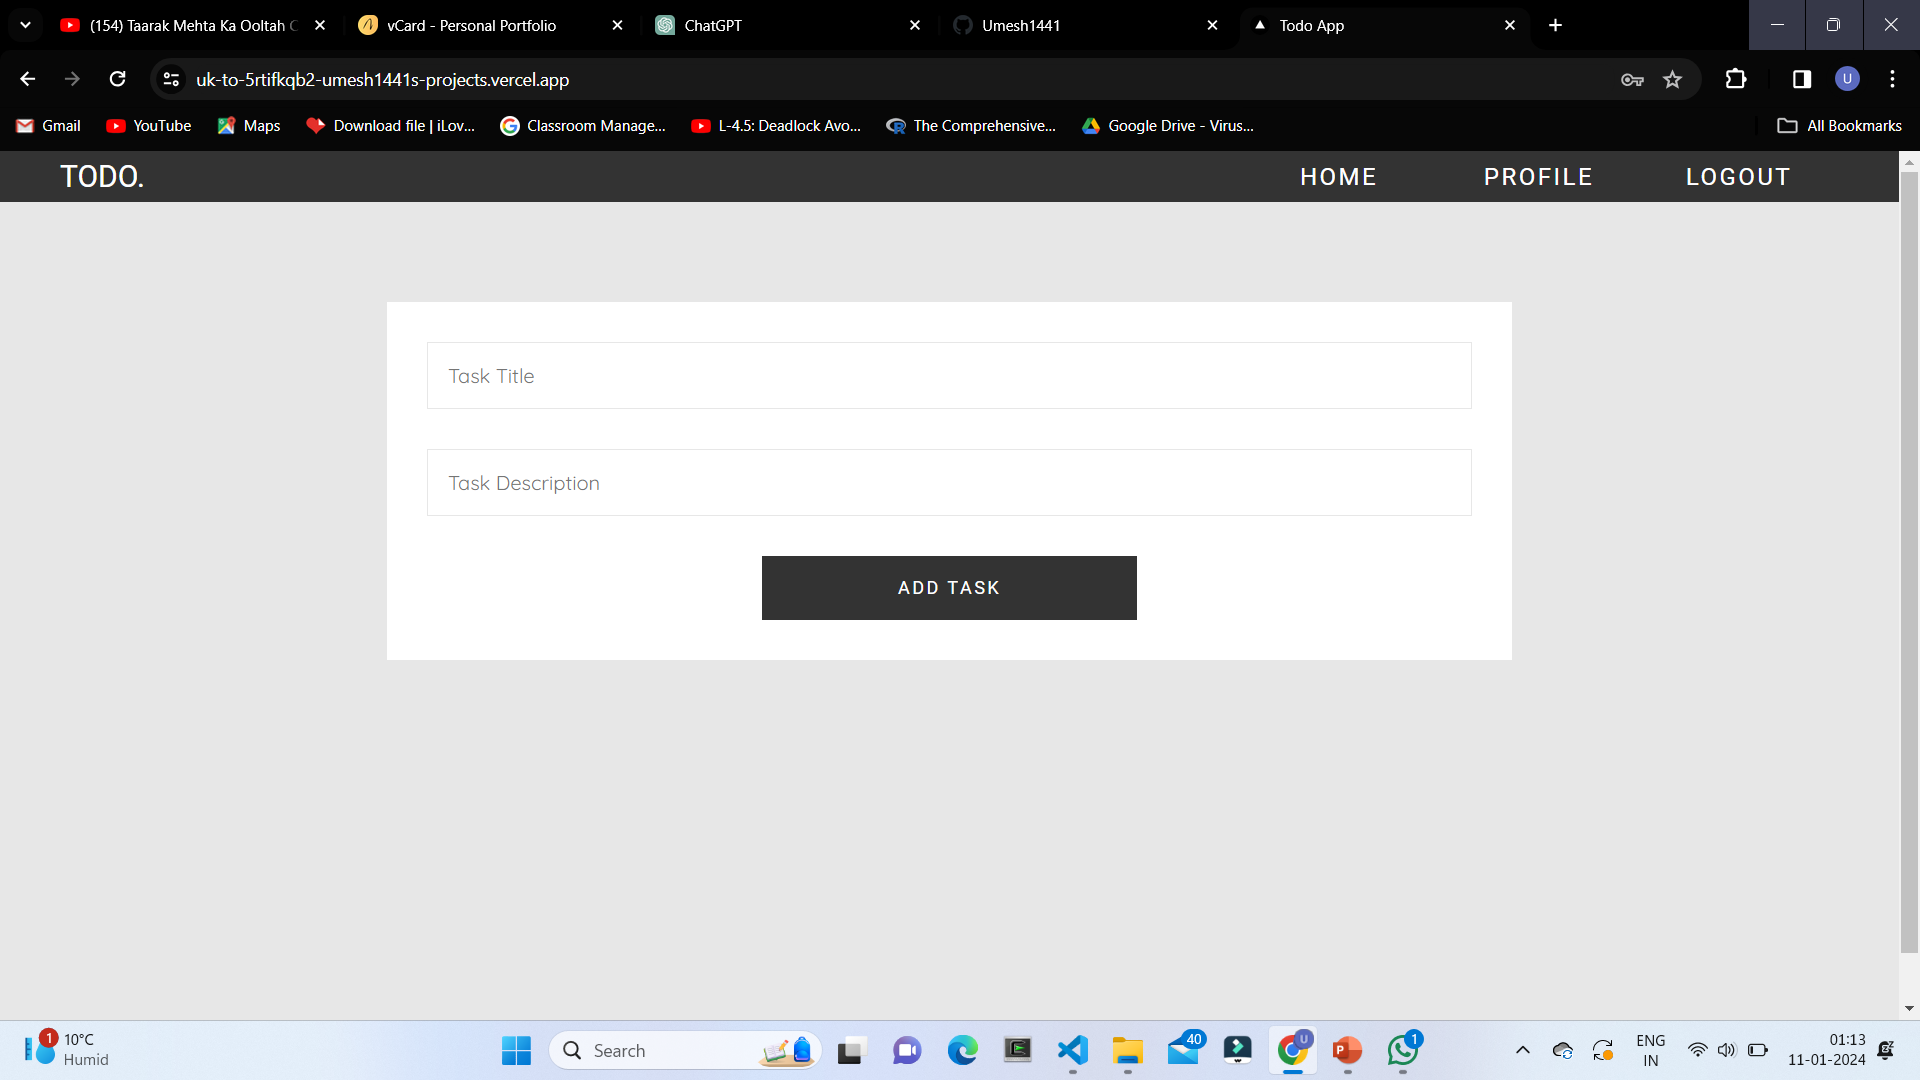 (154) Taarak Mehta Ka Ooltah C
vCard - Personal Portfolio
ChatGPT
Umesh1441
Todo App
uk-to-5rtifkqb2-umesh1441s-projects.vercel.app
U
Gmail
YouTube
Maps
Download file | iLov...
Classroom Manage...
L-4.5: Deadlock Avo...
The Comprehensive...
Google Drive - Virus...
All Bookmarks
TODO.
HOME
PROFILE
LOGOUT
Task Title
Task Description
ADD TASK
1
10°C
Humid
Search
40
U
1
ENG
IN
01:13
11-01-2024